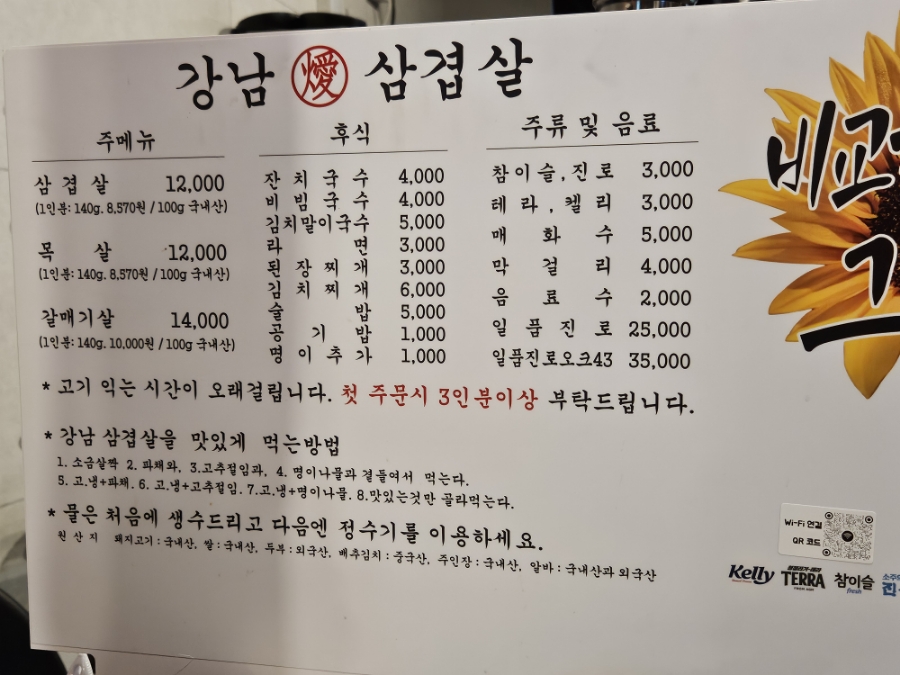 강남 愛 삼겹살
주메뉴
삼겹살 12,000
(1인분: 140g. 8,570원 / 100g 국내산)
목살 12,000
(1인분: 140g. 8,570원 / 100g 국내산)
갈매기살 14,000
(1인분: 140g. 10,000원 / 100g 국내산)
후식
잔치국수 4,000
비빔국수 4,000
김치말이국수 5,000
라면 3,000
된장찌개 3,000
김치찌개 6,000
술밥 5,000
공기밥 1,000
명이추가 1,000
주류 및 음료
참이슬, 진로 3,000
테라, 켈리 3,000
매화수 5,000
막걸리 4,000
음료수 2,000
일품진로 25,000
일품진로오크43 35,000
* 고기 익는 시간이 오래걸립니다. 첫 주문시 3인분이상 부탁드립니다.
* 강남 삼겹살을 맛있게 먹는방법
1. 소금살짝 2. 파채와, 3.고추절임과, 4. 명이나물과 곁들여서 먹는다.
5. 고.냉+파채. 6. 고.냉+고추절임. 7.고.냉+명이나물. 8.맛있는것만 골라먹는다.
* 물은 처음에 생수드리고 다음엔 정수기를 이용하세요.
원산지 돼지고기 : 국내산, 쌀 : 국내산, 두부 : 외국산, 배추김치 : 중국산, 주인장 : 국내산, 알바 : 국내산과 외국산
비교
Wi-Fi 연결
QR 코드
Kelly
TERRA
참이슬
fresh